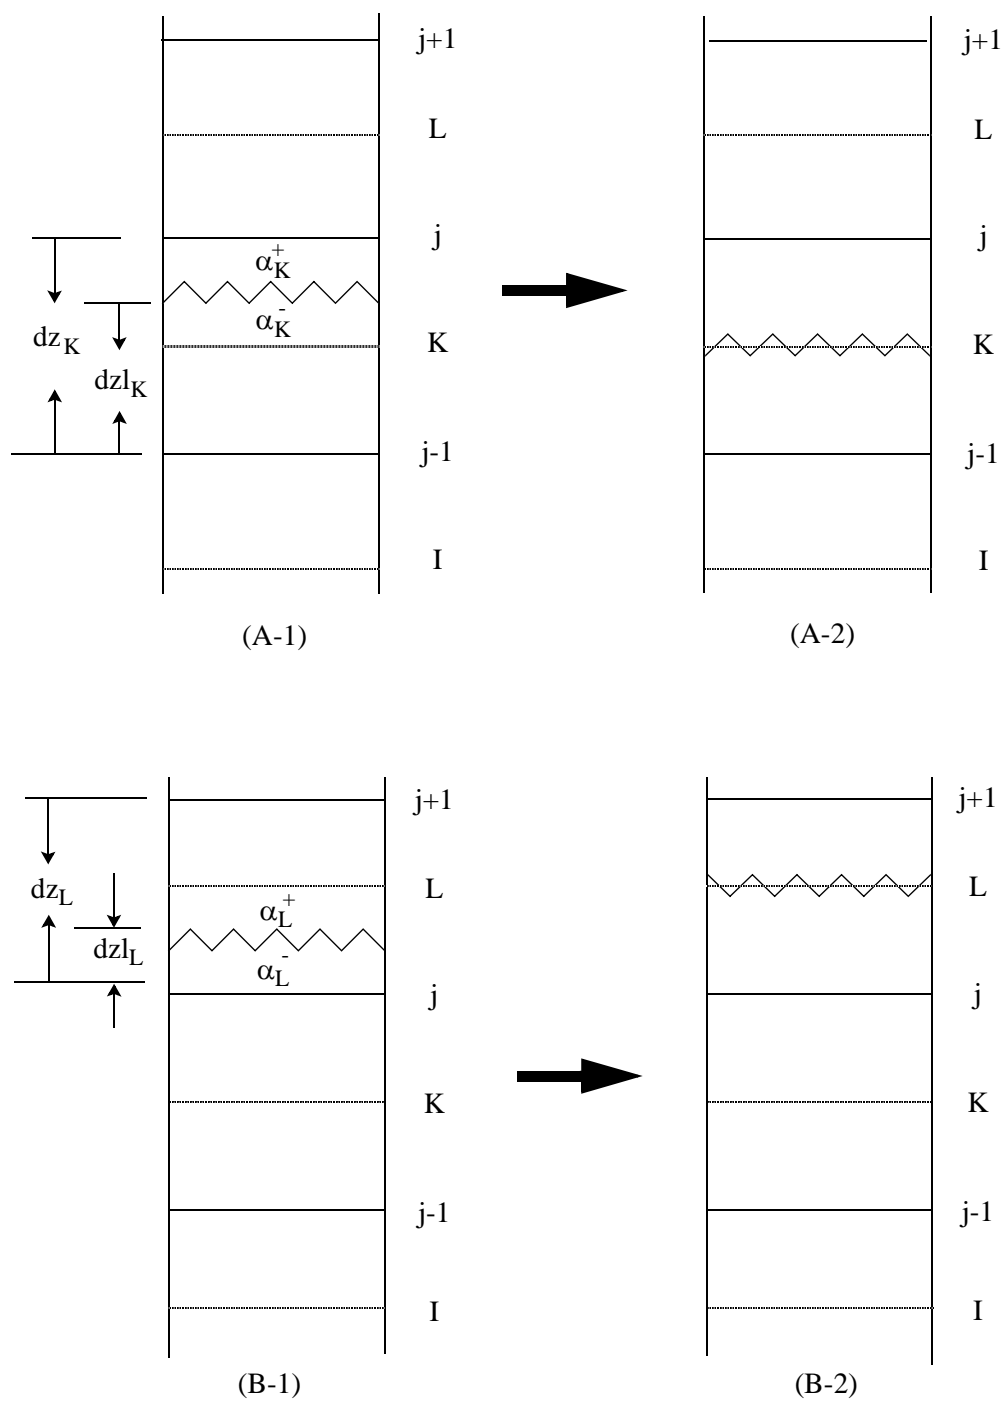 j+1 j+1
L L
j j
α_K^+
α_K^-
dz_K K K
dzl_K
j-1 j-1
I I
(A-1) (A-2)
j+1 j+1
dz_L L L
α_L^+
dzl_L
α_L^-
j j
K K
j-1 j-1
I I
(B-1) (B-2)